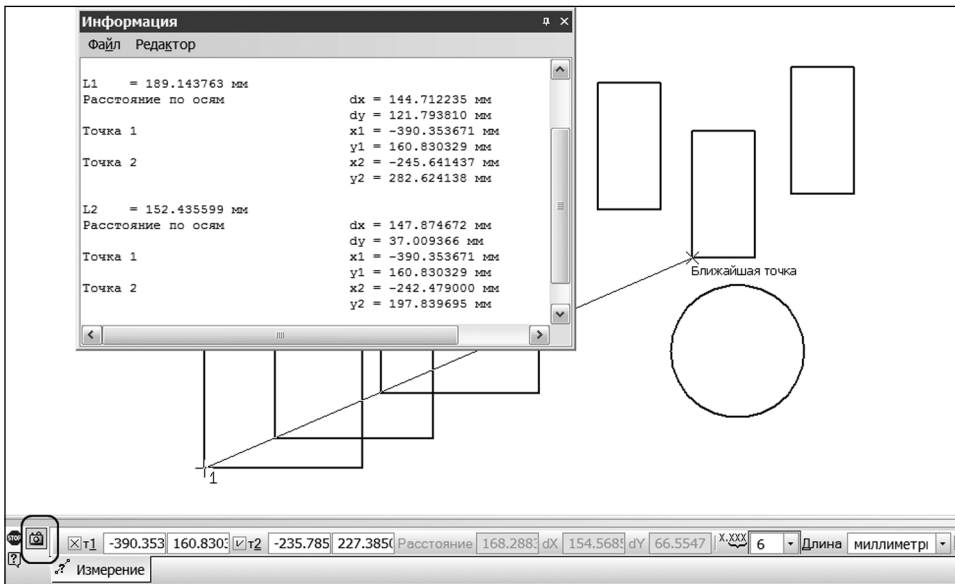 Информация
Файл Редактор
L1 = 189.143763 мм
Расстояние по осям dx = 144.712235 мм
dy = 121.793810 мм
Точка 1 x1 = -390.353671 мм
y1 = 160.830329 мм
Точка 2 x2 = -245.641437 мм
y2 = 282.624138 мм
L2 = 152.435599 мм
Расстояние по осям dx = 147.874672 мм
dy = 37.009366 мм
Точка 1 x1 = -390.353671 мм
y1 = 160.830329 мм
Точка 2 x2 = -242.479000 мм
y2 = 197.839695 мм
Ближайшая точка
1
STOP т1 -390.353 160.830 т2 -235.785 227.385 Расстояние 168.288 dX 154.568 dY 66.5547 X.XXX 6 Длина миллиметр
Измерение